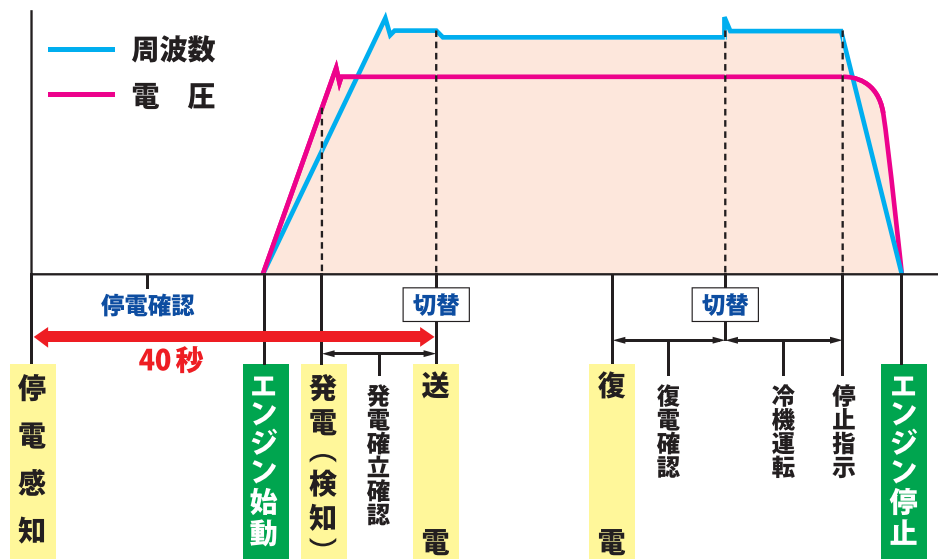 周波数
電　圧
停電確認
切替
切替
40秒
停電感知
エンジン始動
発電（検知）
発電確立確認
送電
復電
復電確認
冷機運転
停止指示
エンジン停止